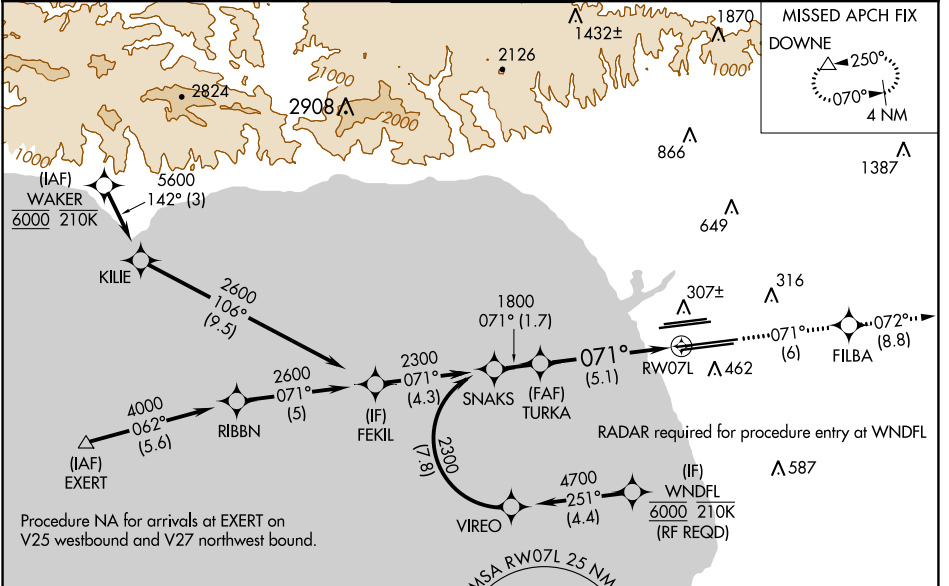 1432±
1870
MISSED APCH FIX
DOWNE
250°
070°
4 NM
2126
1000
1000
2824
2908
2000
1000
866
1387
649
(IAF)
WAKER
6000 210K
5600
142° (3)
KILIE
2600
106°
(9.5)
1800
071° (1.7)
307±
316
2300
071°
(4.3)
SNAKS
(FAF)
TURKA
071°
(5.1)
RW07L
462
071°
(6)
FILBA
072°
(8.8)
2600
071°
(5)
RIBBN
(IF)
FEKIL
4000
062°
(5.6)
(IAF)
EXERT
2300
(7.8)
RADAR required for procedure entry at WNDFL
587
4700
251°
(4.4)
VIREO
(IF)
WNDFL
6000 210K
(RF REQD)
Procedure NA for arrivals at EXERT on
V25 westbound and V27 northwest bound.
MSA RW07L 25 NM